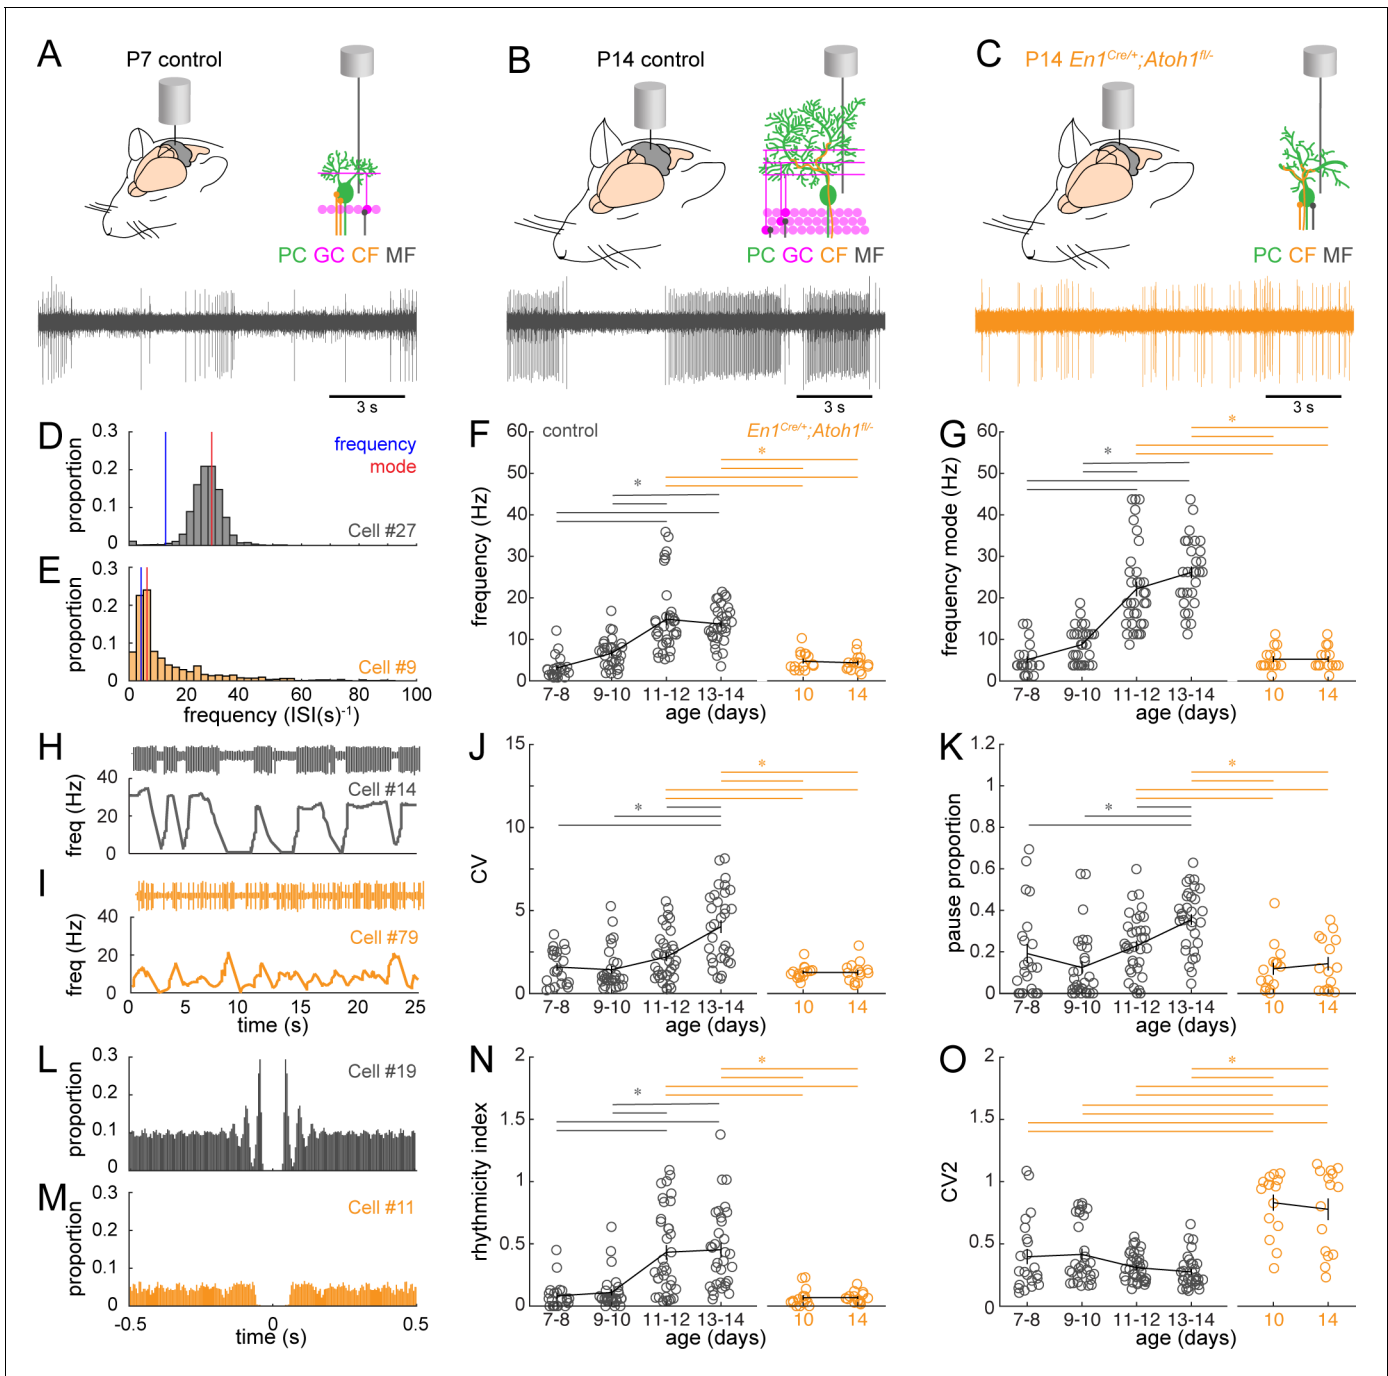 A
P7 control
PC GC CF MF
3 s
B
P14 control
PC GC CF MF
3 s
C
P14 En1Cre/+;Atoh1fl/-
PC CF MF
3 s
D
proportion
0.3
0.2
0.1
0
frequency
mode
Cell #27
E
proportion
0.3
0.2
0.1
0
Cell #9
0 20 40 60 80 100
frequency (ISI(s)-1)
F
control
En1Cre/+;Atoh1fl/-
frequency (Hz)
60
50
40
30
20
10
0
*
*
7-8 9-10 11-12 13-14 10 14
age (days)
G
frequency mode (Hz)
60
50
40
30
20
10
0
*
*
7-8 9-10 11-12 13-14 10 14
age (days)
H
freq (Hz)
40
20
0
Cell #14
0 5 10 15 20 25
I
freq (Hz)
40
20
0
Cell #79
0 5 10 15 20 25
time (s)
J
CV
15
10
5
0
*
*
7-8 9-10 11-12 13-14 10 14
age (days)
K
pause proportion
1.2
1
0.8
0.6
0.4
0.2
0
*
*
7-8 9-10 11-12 13-14 10 14
age (days)
L
proportion
0.3
0.2
0.1
0
Cell #19
M
proportion
0.3
0.2
0.1
0
Cell #11
-0.5 0 0.5
time (s)
N
rhythmicity index
2
1.5
1
0.5
0
*
*
7-8 9-10 11-12 13-14 10 14
age (days)
O
CV2
2
1.5
1
0.5
0
*
7-8 9-10 11-12 13-14 10 14
age (days)